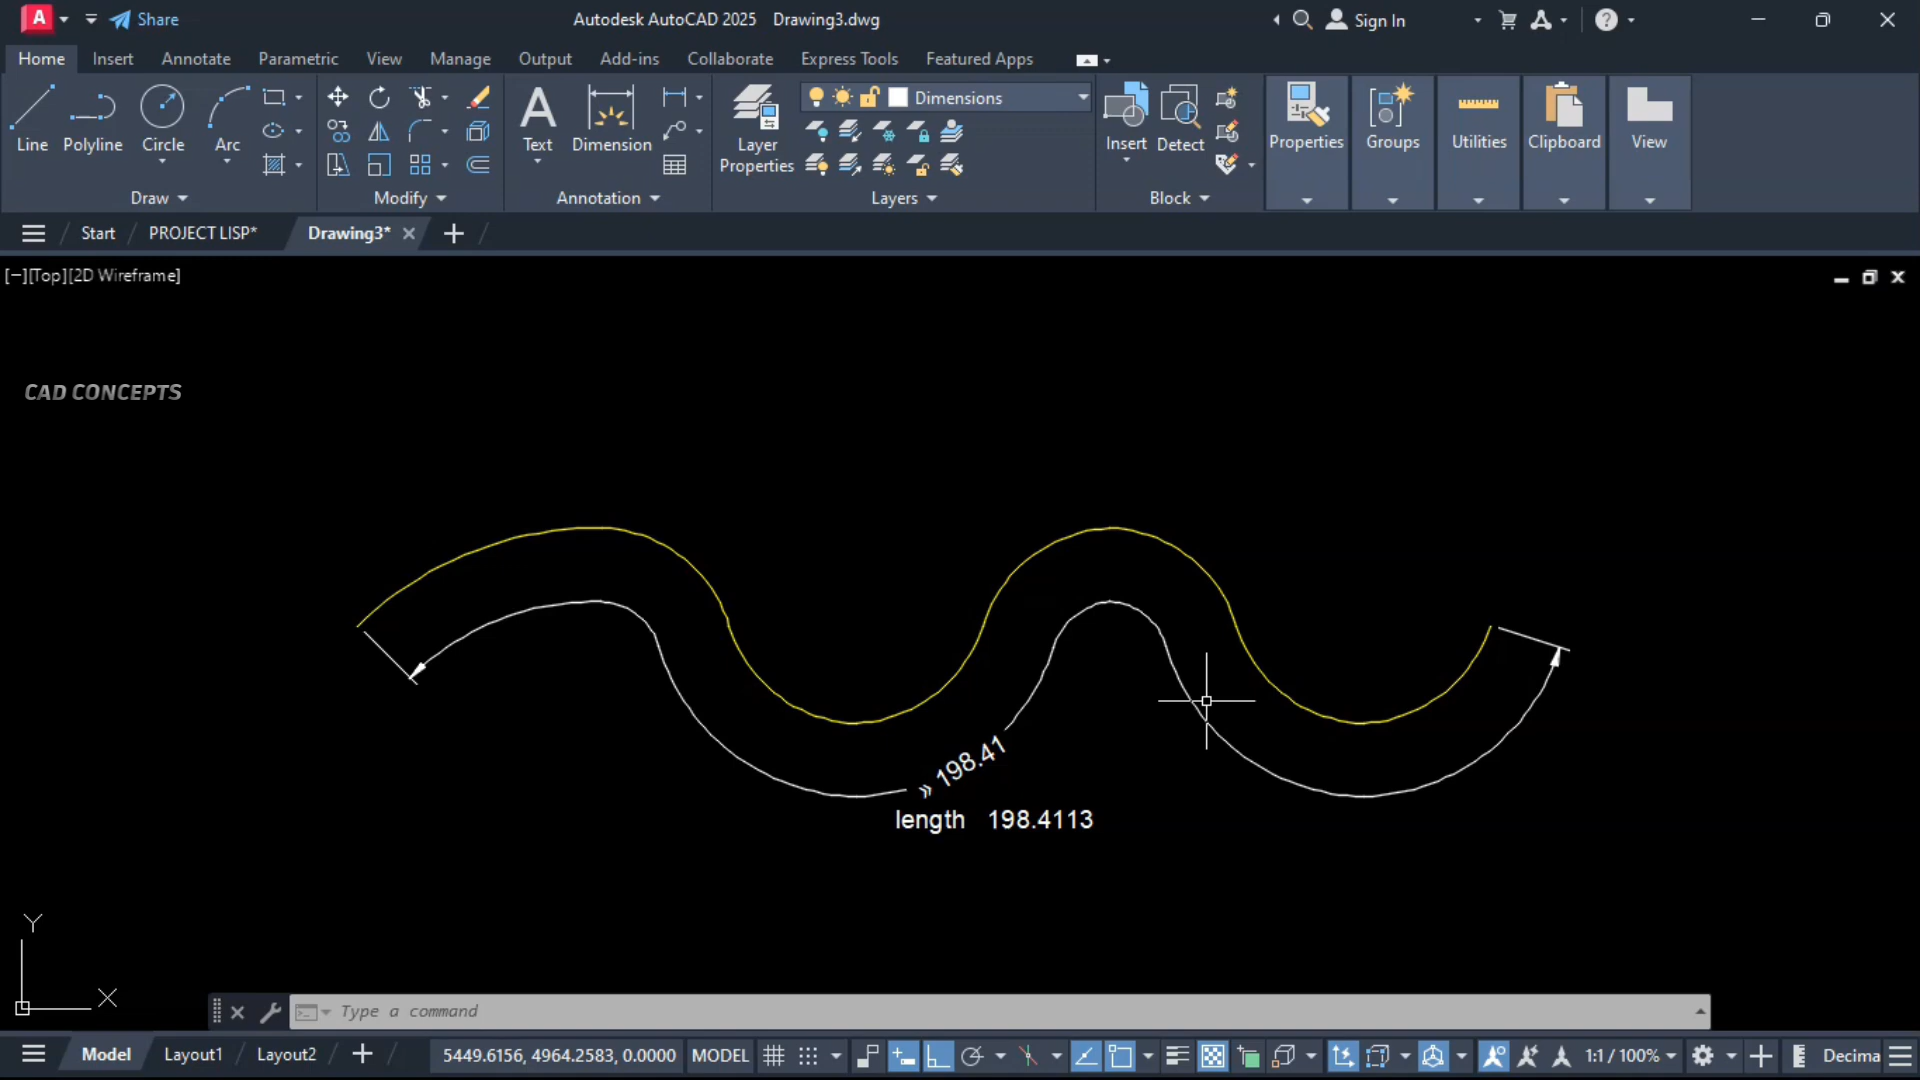 A Share Autodesk AutoCAD 2025 Drawing3.dwg Sign In
Home Insert Annotate Parametric View Manage Output Add-ins Collaborate Express Tools Featured Apps
Dimensions
Line Polyline Circle Arc Text Dimension Layer Properties Insert Detect Properties Groups Utilities Clipboard View
Draw Modify Annotation Layers Block
Start PROJECT LISP* Drawing3*
[−][Top][2D Wireframe]
CAD CONCEPTS
» 198.41
length 198.4113
Y
X
Type a command
Model Layout1 Layout2 5449.6156, 4964.2583, 0.0000 MODEL 1:1 / 100% Decima